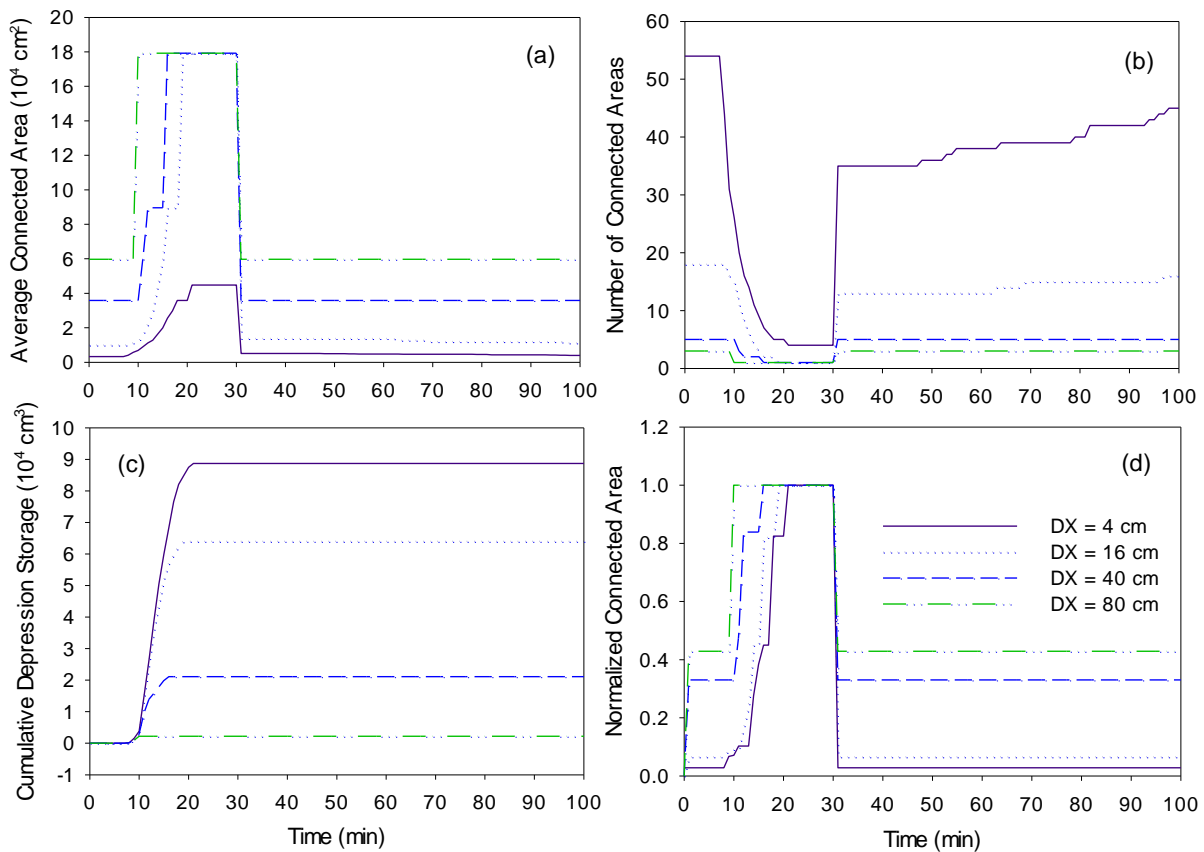 20
18
16
14
12
10
8
6
4
2
0
0 10 20 30 40 50 60 70 80 90 100
Average Connected Area (10⁴ cm²)
(a)
60
50
40
30
20
10
0
0 10 20 30 40 50 60 70 80 90 100
Number of Connected Areas
(b)
10
9
8
7
6
5
4
3
2
1
0
-1
0 10 20 30 40 50 60 70 80 90 100
Cumulative Depression Storage (10⁴ cm³)
Time (min)
(c)
1.2
1.0
0.8
0.6
0.4
0.2
0.0
0 10 20 30 40 50 60 70 80 90 100
Normalized Connected Area
Time (min)
(d)
DX = 4 cm
DX = 16 cm
DX = 40 cm
DX = 80 cm